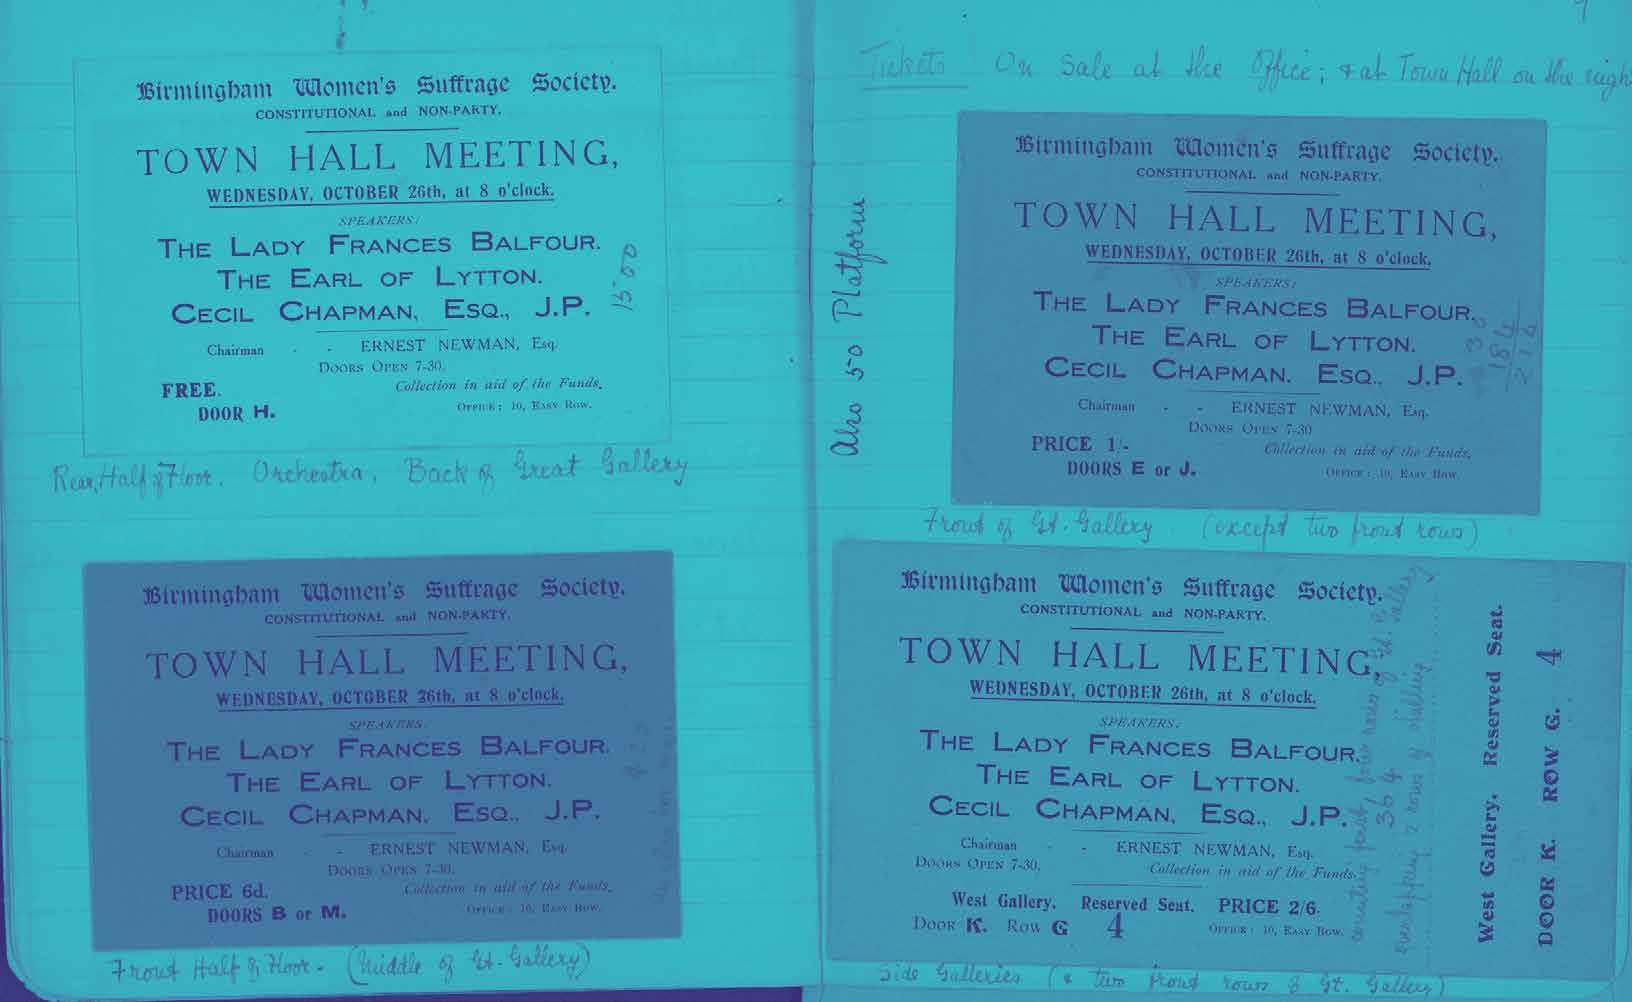 Birmingham Women's Suffrage Society.
CONSTITUTIONAL and NON-PARTY.
TOWN HALL MEETING,
WEDNESDAY, OCTOBER 26th, at 8 o'clock.
SPEAKERS:
THE LADY FRANCES BALFOUR.
THE EARL OF LYTTON.
CECIL CHAPMAN, ESQ., J.P.
Chairman - - ERNEST NEWMAN, Esq.
DOORS OPEN 7-30.
FREE. Collection in aid of the Funds.
DOOR H. OFFICE: 10, EASY ROW.
1500
Rear Half of Floor. Orchestra, Back of Great Gallery
Birmingham Women's Suffrage Society.
CONSTITUTIONAL and NON-PARTY.
TOWN HALL MEETING,
WEDNESDAY, OCTOBER 26th, at 8 o'clock.
SPEAKERS:
THE LADY FRANCES BALFOUR.
THE EARL OF LYTTON.
CECIL CHAPMAN, ESQ., J.P.
Chairman - - ERNEST NEWMAN, Esq.
DOORS OPEN 7-30.
PRICE 6d. Collection in aid of the Funds.
DOORS B or M. OFFICE: 10, EASY ROW.
Front Half of Floor. (Middle of Gt. Gallery)
Tickets On Sale at the Office; & at Town Hall on the nigh
Also 50 Platform
Birmingham Women's Suffrage Society.
CONSTITUTIONAL and NON-PARTY.
TOWN HALL MEETING,
WEDNESDAY, OCTOBER 26th, at 8 o'clock.
SPEAKERS:
THE LADY FRANCES BALFOUR.
THE EARL OF LYTTON.
CECIL CHAPMAN, ESQ., J.P.
Chairman - - ERNEST NEWMAN, Esq.
DOORS OPEN 7-30
PRICE 1/- Collection in aid of the Funds.
DOORS E or J. OFFICE: 10, EASY ROW.
30
184
214
Front of Gt. Gallery (except two front rows)
Birmingham Women's Suffrage Society.
CONSTITUTIONAL and NON-PARTY.
TOWN HALL MEETING,
WEDNESDAY, OCTOBER 26th, at 8 o'clock.
SPEAKERS:
THE LADY FRANCES BALFOUR.
THE EARL OF LYTTON.
CECIL CHAPMAN, ESQ., J.P.
Chairman - - ERNEST NEWMAN, Esq.
DOORS OPEN 7-30. Collection in aid of the Funds.
West Gallery. Reserved Seat. PRICE 2/6.
DOOR K. ROW G 4 OFFICE: 10, EASY ROW.
four rows of Gt. Gallery
364
2 rows of
West Gallery. Reserved Seat.
DOOR K. ROW G. 4
Side Galleries (& two front rows of Gt. Gallery)